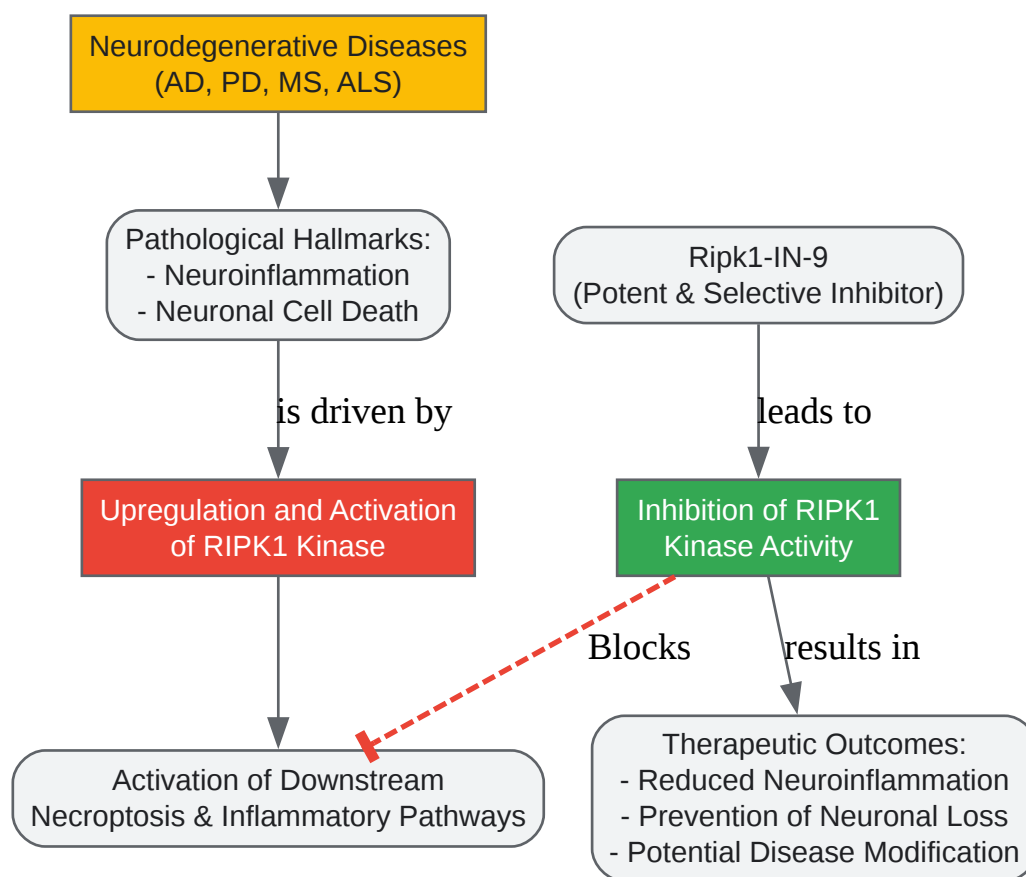 Neurodegenerative Diseases
(AD, PD, MS, ALS)
Pathological Hallmarks:
- Neuroinflammation
- Neuronal Cell Death
Ripk1-IN-9
(Potent & Selective Inhibitor)
is driven by
leads to
Upregulation and Activation
of RIPK1 Kinase
Inhibition of RIPK1
Kinase Activity
Blocks
results in
Activation of Downstream
Necroptosis & Inflammatory Pathways
Therapeutic Outcomes:
- Reduced Neuroinflammation
- Prevention of Neuronal Loss
- Potential Disease Modification